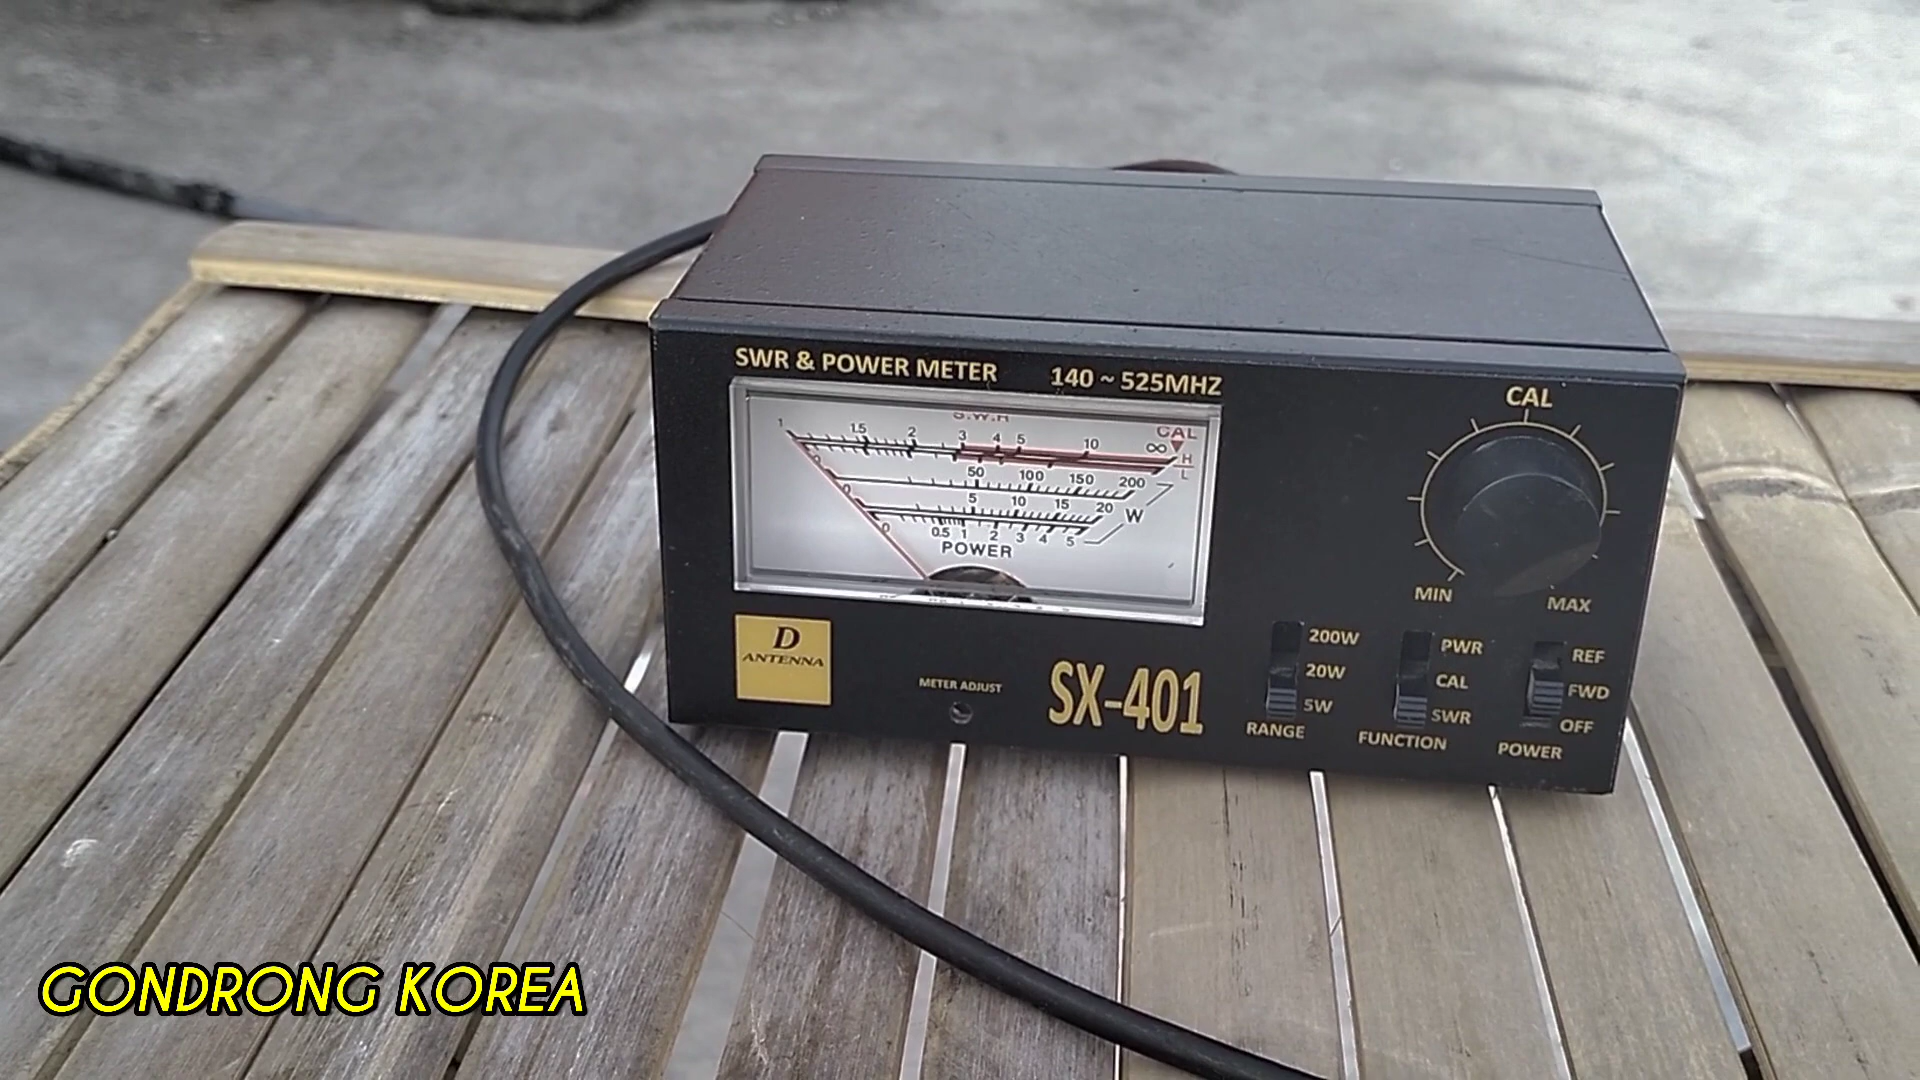 SWR & POWER METER 140 ~ 525MHZ
S.W.R
CAL
1 1.5 2 3 4 5 10 ∞
H
L
0 50 100 150 200
0 5 10 15 20
W
0 0.5 1 2 3 4 5
POWER
CAL
MIN MAX
D
ANTENNA
METER ADJUST
SX-401
200W
20W
5W
RANGE
PWR
CAL
SWR
FUNCTION
REF
FWD
OFF
POWER
GONDRONG KOREA